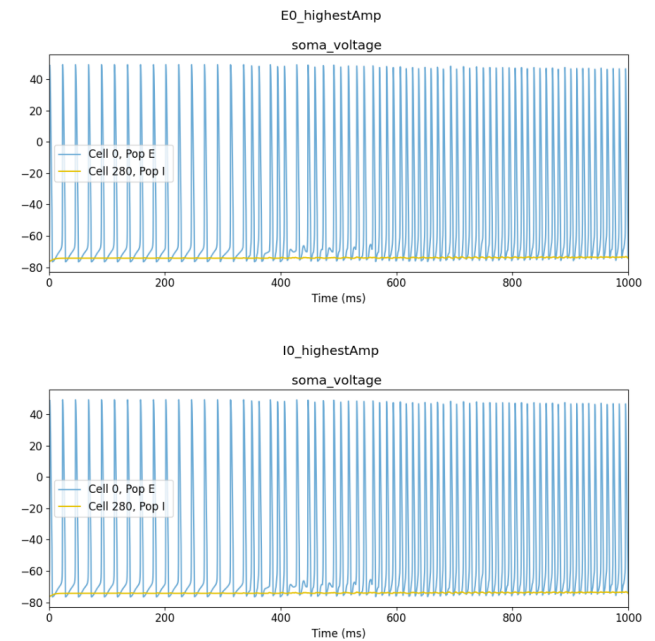 E0_highestAmp
soma_voltage
40
20
0
−20
−40
−60
−80
Cell 0, Pop E
Cell 280, Pop I
0
200
400
600
800
1000
Time (ms)
I0_highestAmp
soma_voltage
40
20
0
−20
−40
−60
−80
Cell 0, Pop E
Cell 280, Pop I
0
200
400
600
800
1000
Time (ms)